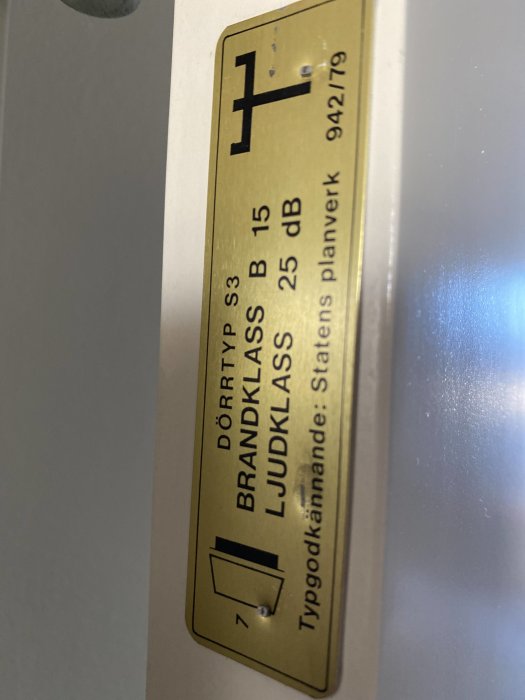 DÖRRTYP S3
BRANDKLASS B 15
LJUDKLASS 25 dB
7
Typgodkännande: Statens planverk 942/79